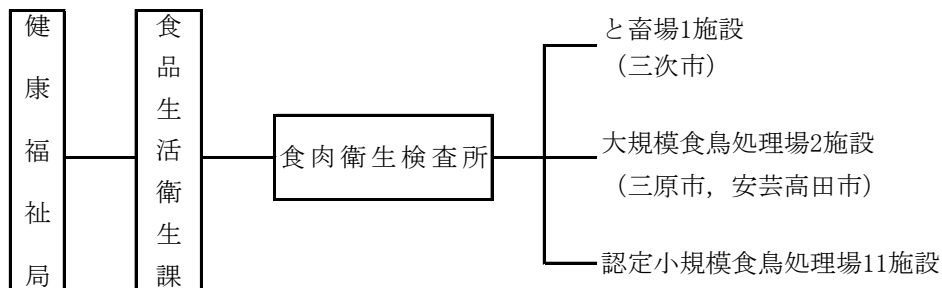 健康福祉局
食品生活衛生課
食肉衛生検査所
と畜場1施設
（三次市）
大規模食鳥処理場2施設
（三原市，安芸高田市）
認定小規模食鳥処理場11施設